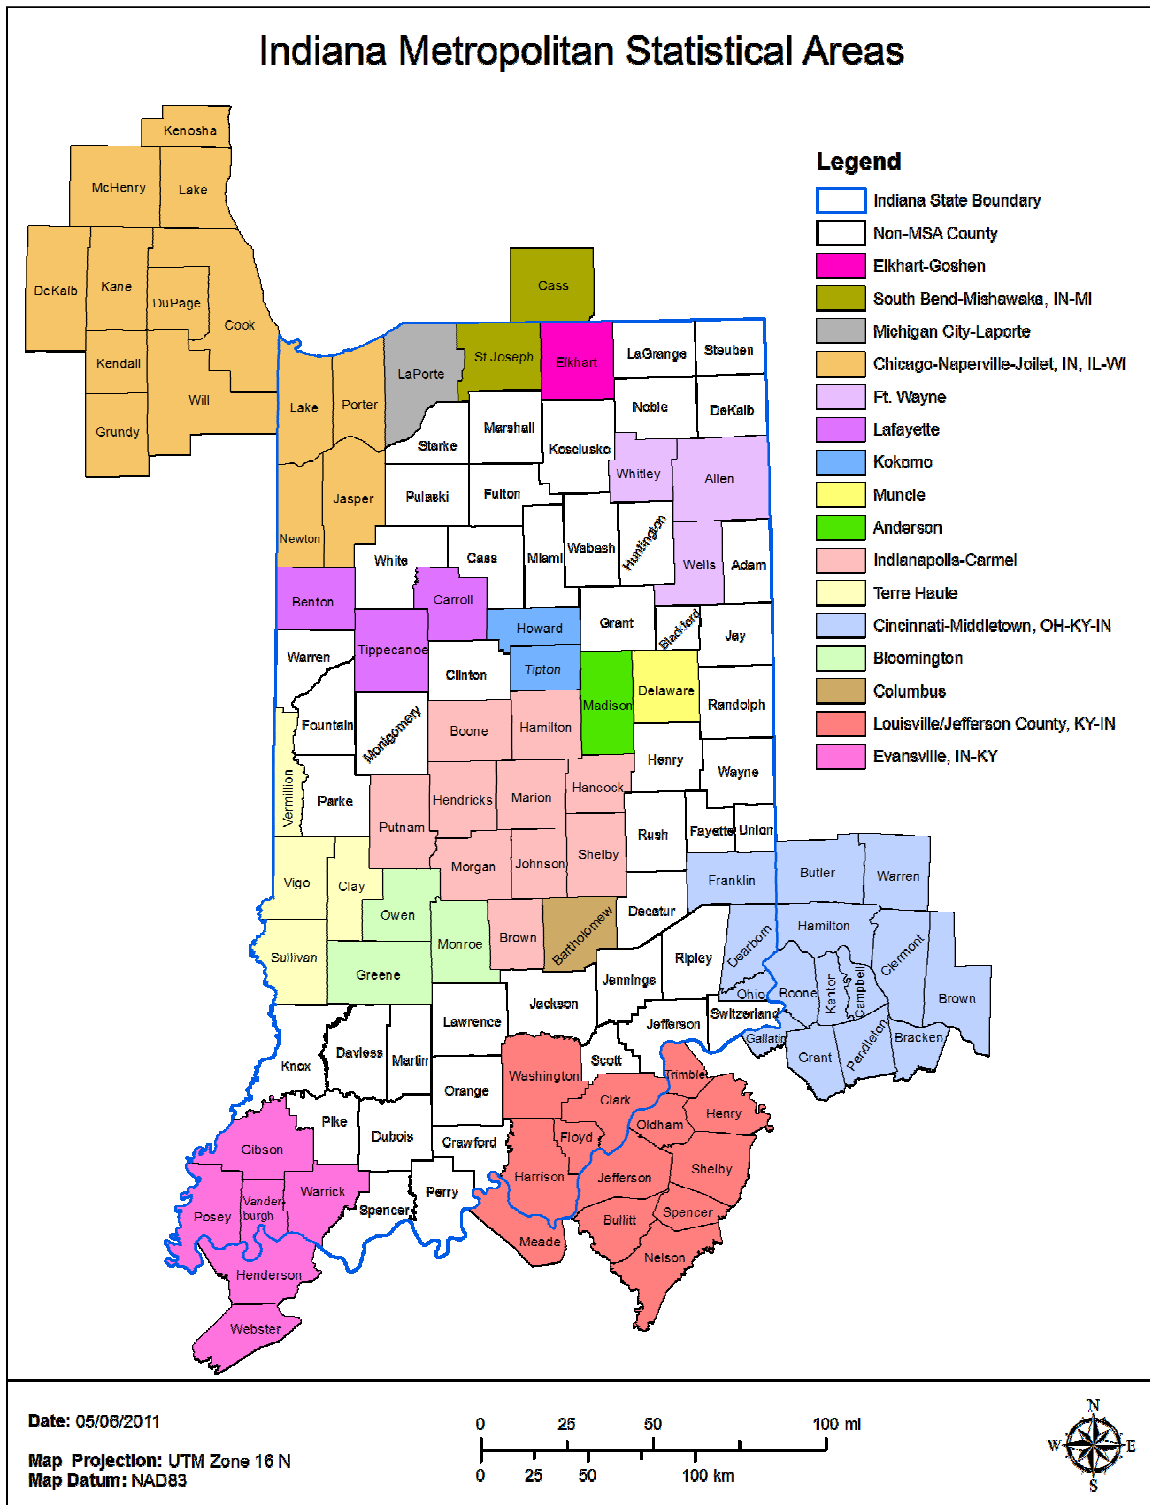 Indiana Metropolitan Statistical Areas
Kenosha
McHenry
Lake
DeKalb
Kane
DuPage
Cook
Kendall
Will
Grundy
Legend
Indiana State Boundary
Non-MSA County
Elkhart-Goshen
South Bend-Mishawaka, IN-MI
Michigan City-Laporte
Chicago-Naperville-Joilet, IN, IL-WI
Ft. Wayne
Lafayette
Kokomo
Muncie
Anderson
Indianapolis-Carmel
Terre Haute
Cincinnati-Middletown, OH-KY-IN
Bloomington
Columbus
Louisville/Jefferson County, KY-IN
Evansville, IN-KY
Cass
LaPorte
St Joseph
Elkhart
LaGrange
Steuben
Lake
Porter
Starke
Marshall
Kosciusko
Noble
DeKalb
Whitley
Allen
Newton
Jasper
Pulaski
Fulton
White
Cass
Miami
Wabash
Huntington
Wells
Adam
Benton
Carroll
Howard
Grant
Blackford
Jay
Warren
Tippecanoe
Clinton
Tipton
Madison
Delaware
Randolph
Fountain
Montgomery
Boone
Hamilton
Henry
Wayne
Vermillion
Parke
Putnam
Hendricks
Marion
Hancock
Rush
Fayette
Union
Vigo
Clay
Morgan
Johnson
Shelby
Franklin
Butler
Warren
Owen
Monroe
Brown
Bartholomew
Decatur
Dearborn
Hamilton
Clermont
Sullivan
Greene
Jennings
Ripley
Ohio
Boone
Kenton
Campbell
Brown
Knox
Daviess
Martin
Lawrence
Jackson
Jefferson
Switzerland
Gallatin
Grant
Pendleton
Bracken
Scott
Washington
Orange
Trimble
Clark
Henry
Oldham
Gibson
Pike
Dubois
Crawford
Floyd
Harrison
Jefferson
Shelby
Posey
Vander-
burgh
Warrick
Spencer
Perry
Meade
Bullitt
Spencer
Nelson
Henderson
Webster
Date: 05/06/2011
Map Projection: UTM Zone 16 N
Map Datum: NAD83
0 25 50 100 mi
0 25 50 100 km
N
W E
S